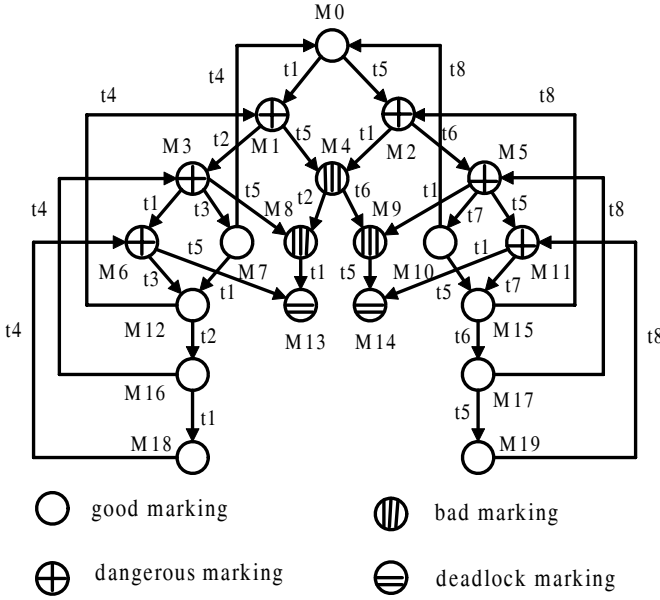 M0
t4 t1 t5 t8
t4 t8
M3 t2 M1 t5 M4 t1 M2 t6 M5
t4 t1 t3 t5 M8 t2 t6 M9 t1 t7 t5 t8
M6 t3 t5 M7 t1 t5 M10 t1 M11
t1 t5 t7
M12 M13 M14 M15
t4 t2 t6 t8
M16 M17
t1 t5
M18 M19
good marking bad marking
dangerous marking deadlock marking